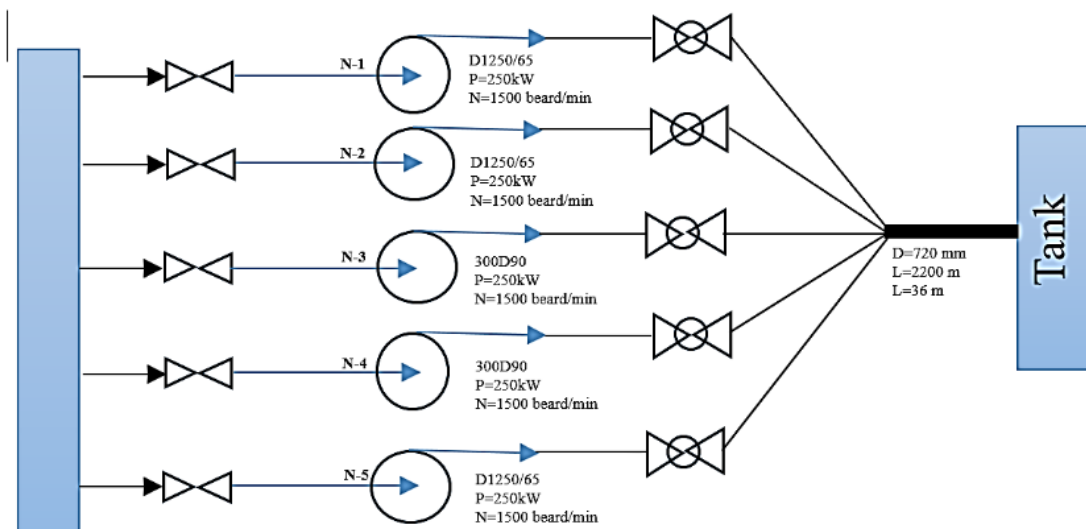 N-1
D1250/65
P=250kW
N=1500 beard/min
N-2
D1250/65
P=250kW
N=1500 beard/min
N-3
300D90
P=250kW
N=1500 beard/min
N-4
300D90
P=250kW
N=1500 beard/min
N-5
D1250/65
P=250kW
N=1500 beard/min
D=720 mm
L=2200 m
L=36 m
Tank